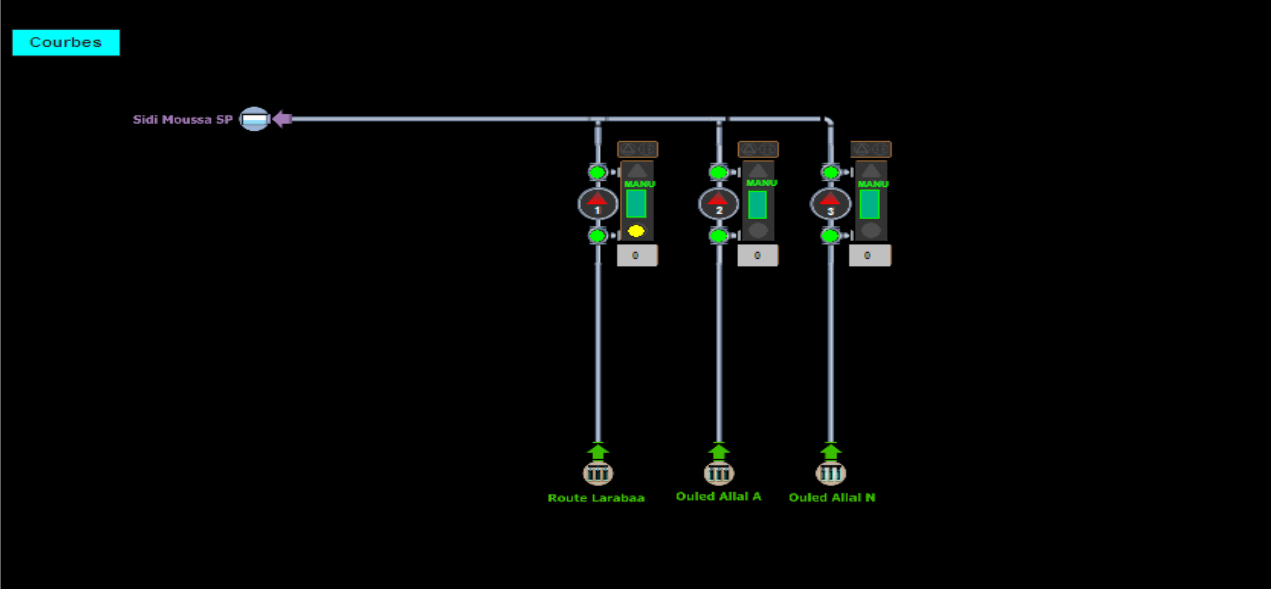 Courbes
Sidi Moussa SP
MANU
MANU
MANU
1
2
3
0
0
0
Route Larabaa
Ouled Allal A
Ouled Allal N